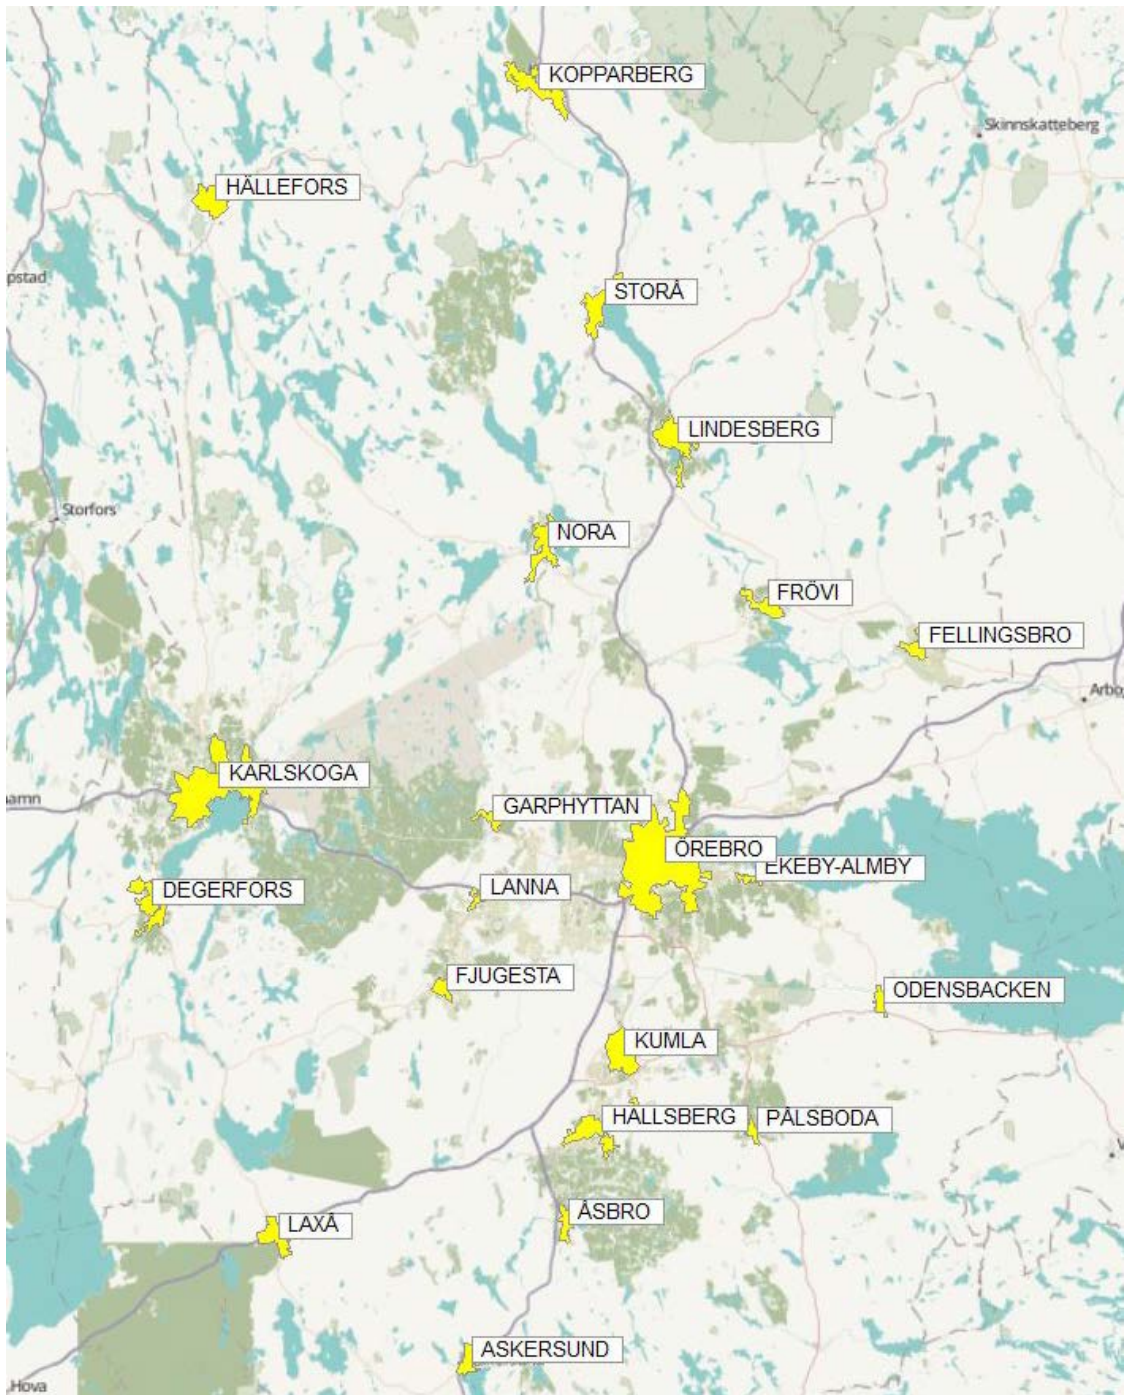 KOPPARBERG
Skinnskatteberg
HÄLLEFORS
pstad
STORÅ
LINDESBERG
Storfors
NORA
FRÖVI
FELLINGSBRO
Arbo
KARLSKOGA
hamn
GARPHYTTAN
ÖREBRO
EKEBY-ALMBY
DEGERFORS
LANNA
FJUGESTA
ODENSBACKEN
KUMLA
HALLSBERG
PÅLSBODA
V
ÅSBRO
LAXÅ
ASKERSUND
Hova